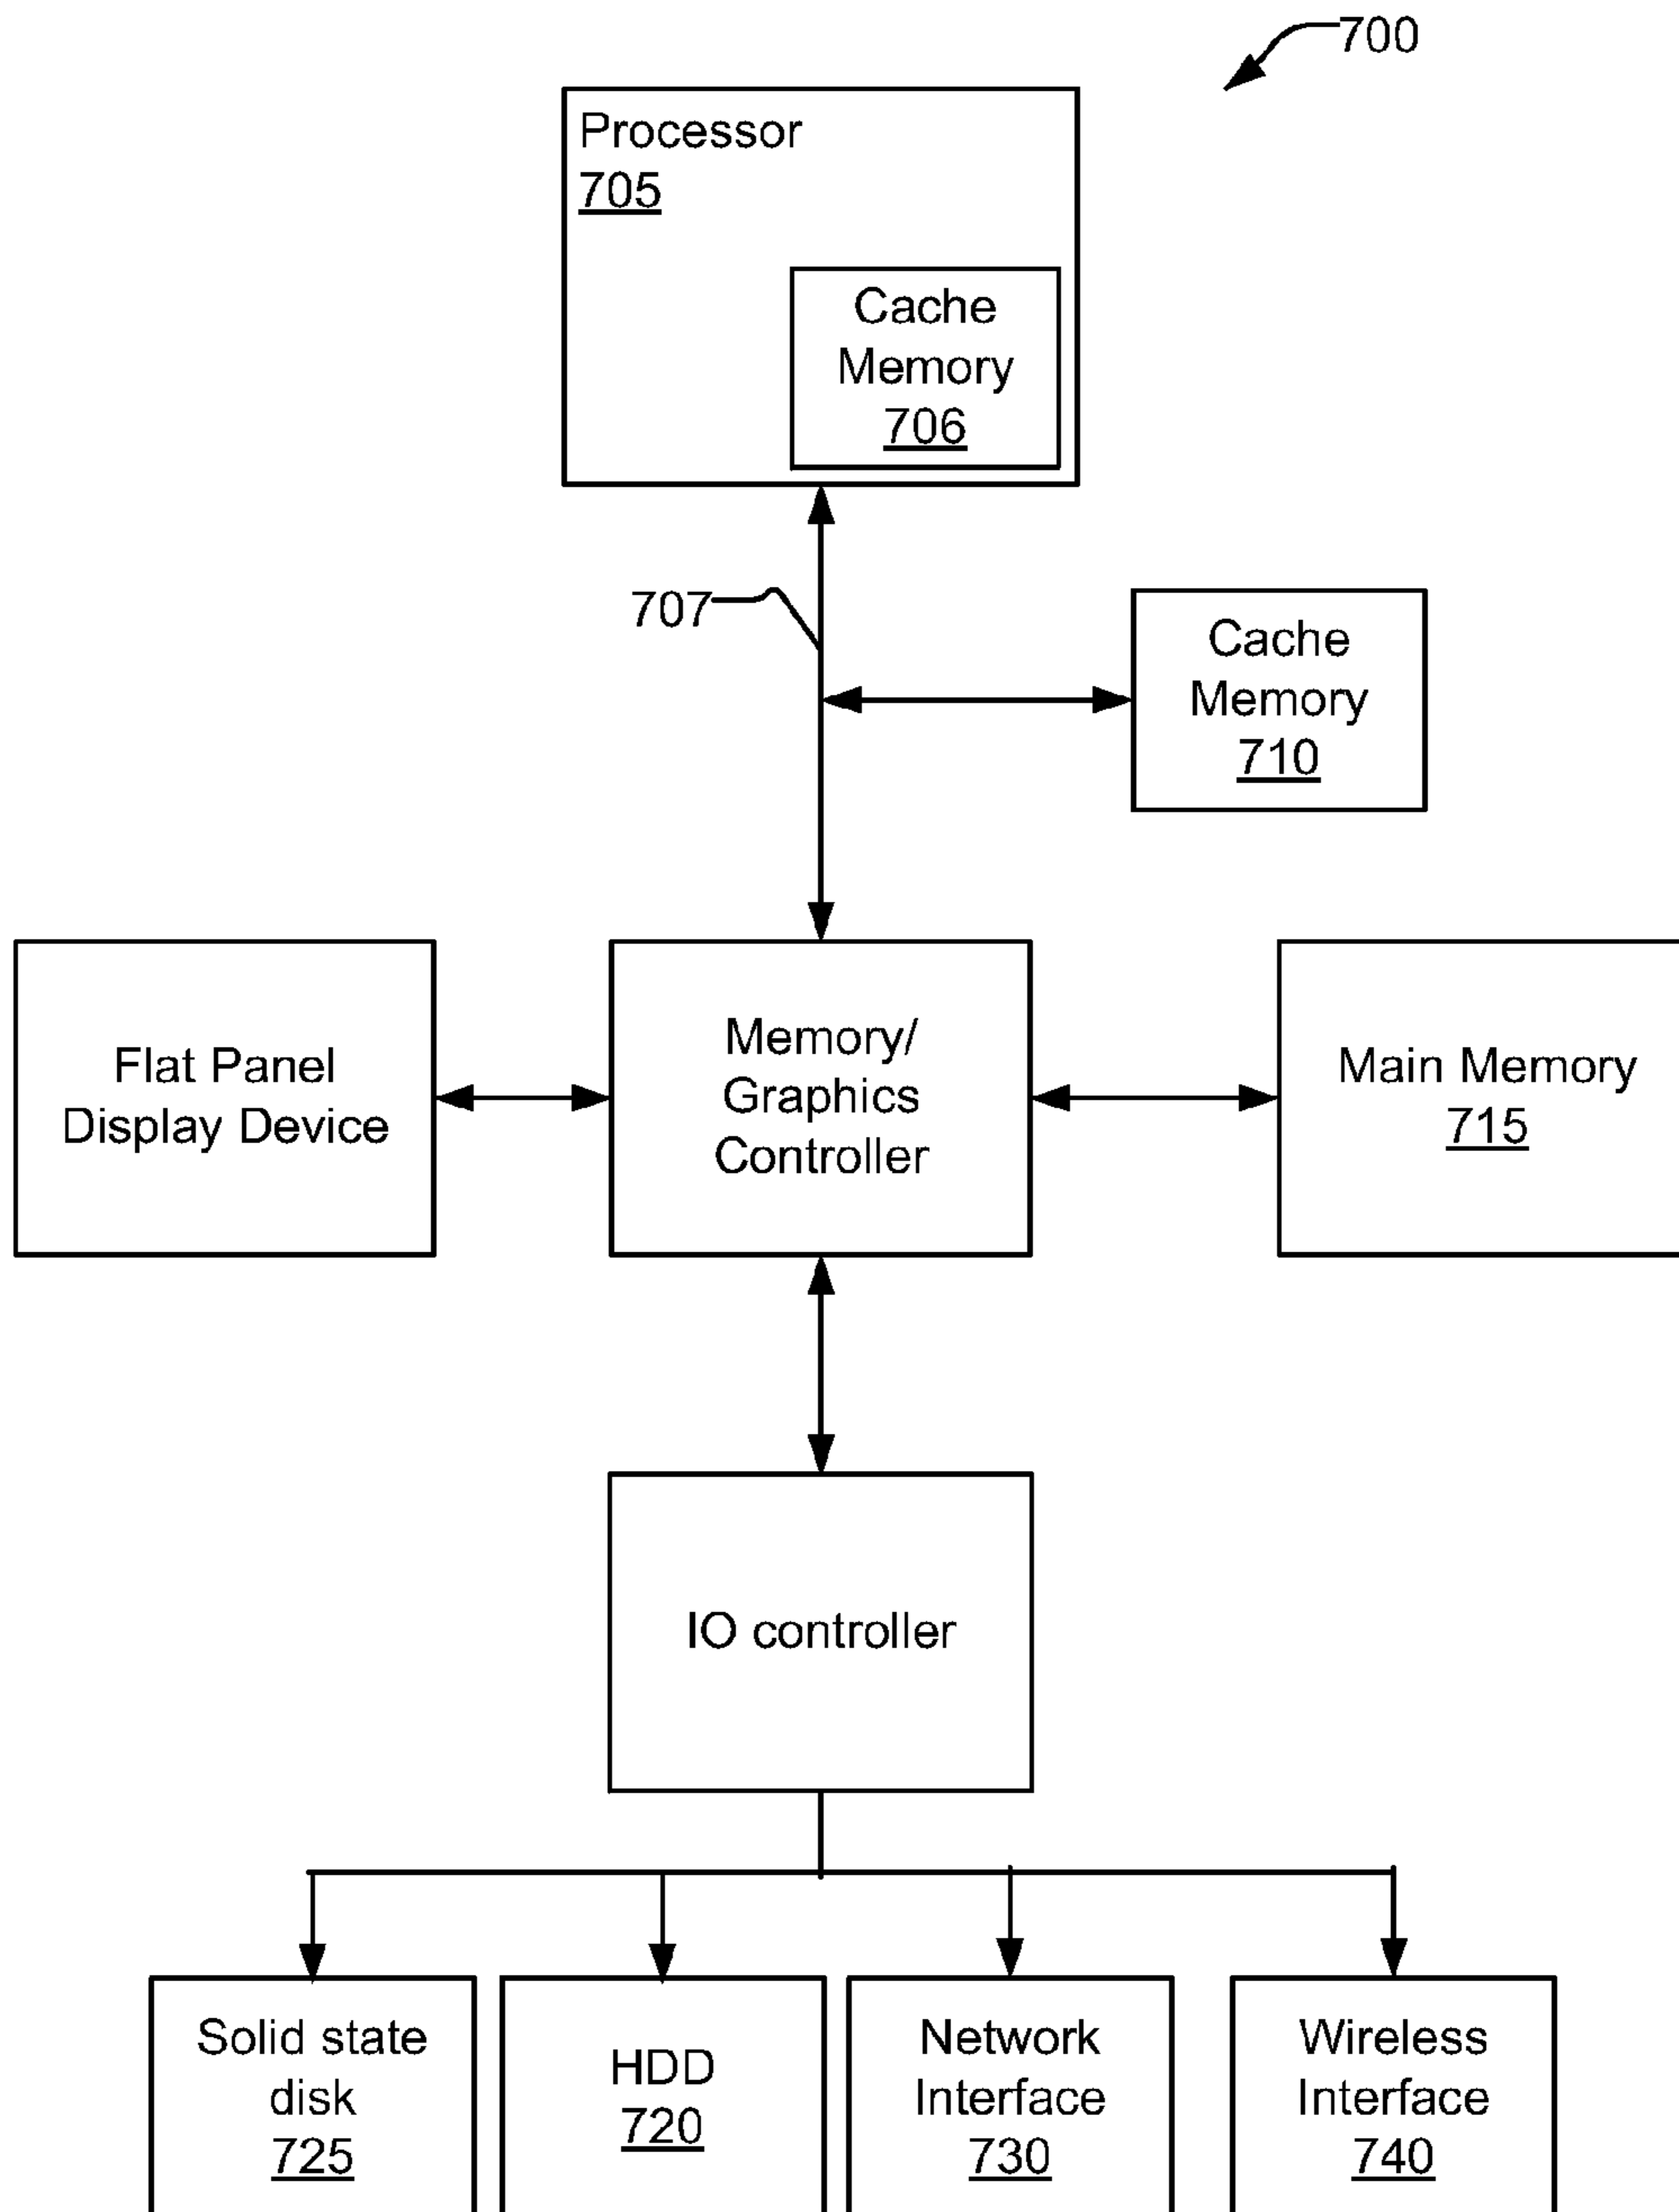 700
Processor
705
Cache
Memory
706
707
Cache
Memory
710
Flat Panel
Display Device
Memory/
Graphics
Controller
Main Memory
715
IO controller
Solid state
disk
725
HDD
720
Network
Interface
730
Wireless
Interface
740